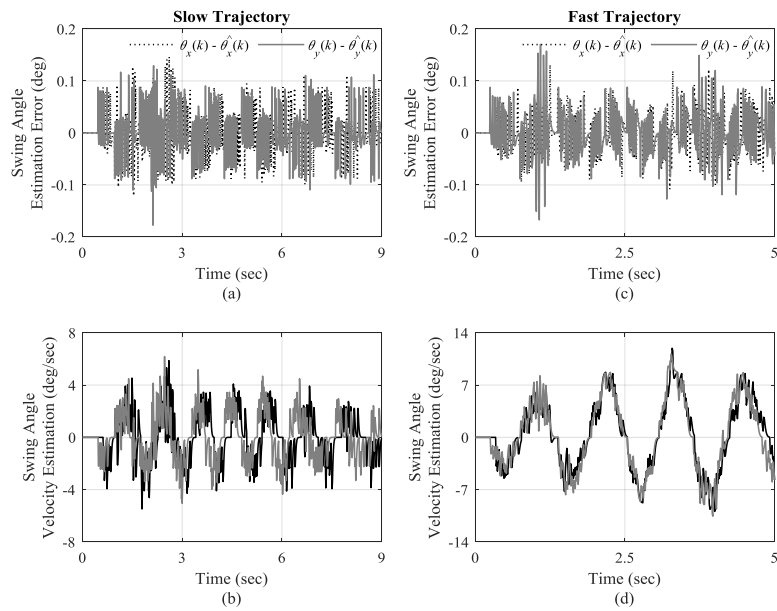 Slow Trajectory
0.2
0.1
0
-0.1
-0.2
Swing Angle
Estimation Error (deg)
θx(k) - θ̂x(k) θy(k) - θ̂y(k)
0 3 6 9
Time (sec)
(a)
Fast Trajectory
0.2
0.1
0
-0.1
-0.2
Swing Angle
Estimation Error (deg)
θx(k) - θ̂x(k) θy(k) - θ̂y(k)
0 2.5 5
Time (sec)
(c)
8
4
0
-4
-8
Swing Angle
Velocity Estimation (deg/sec)
0 3 6 9
Time (sec)
(b)
14
7
0
-7
-14
Swing Angle
Velocity Estimation (deg/sec)
0 2.5 5
Time (sec)
(d)